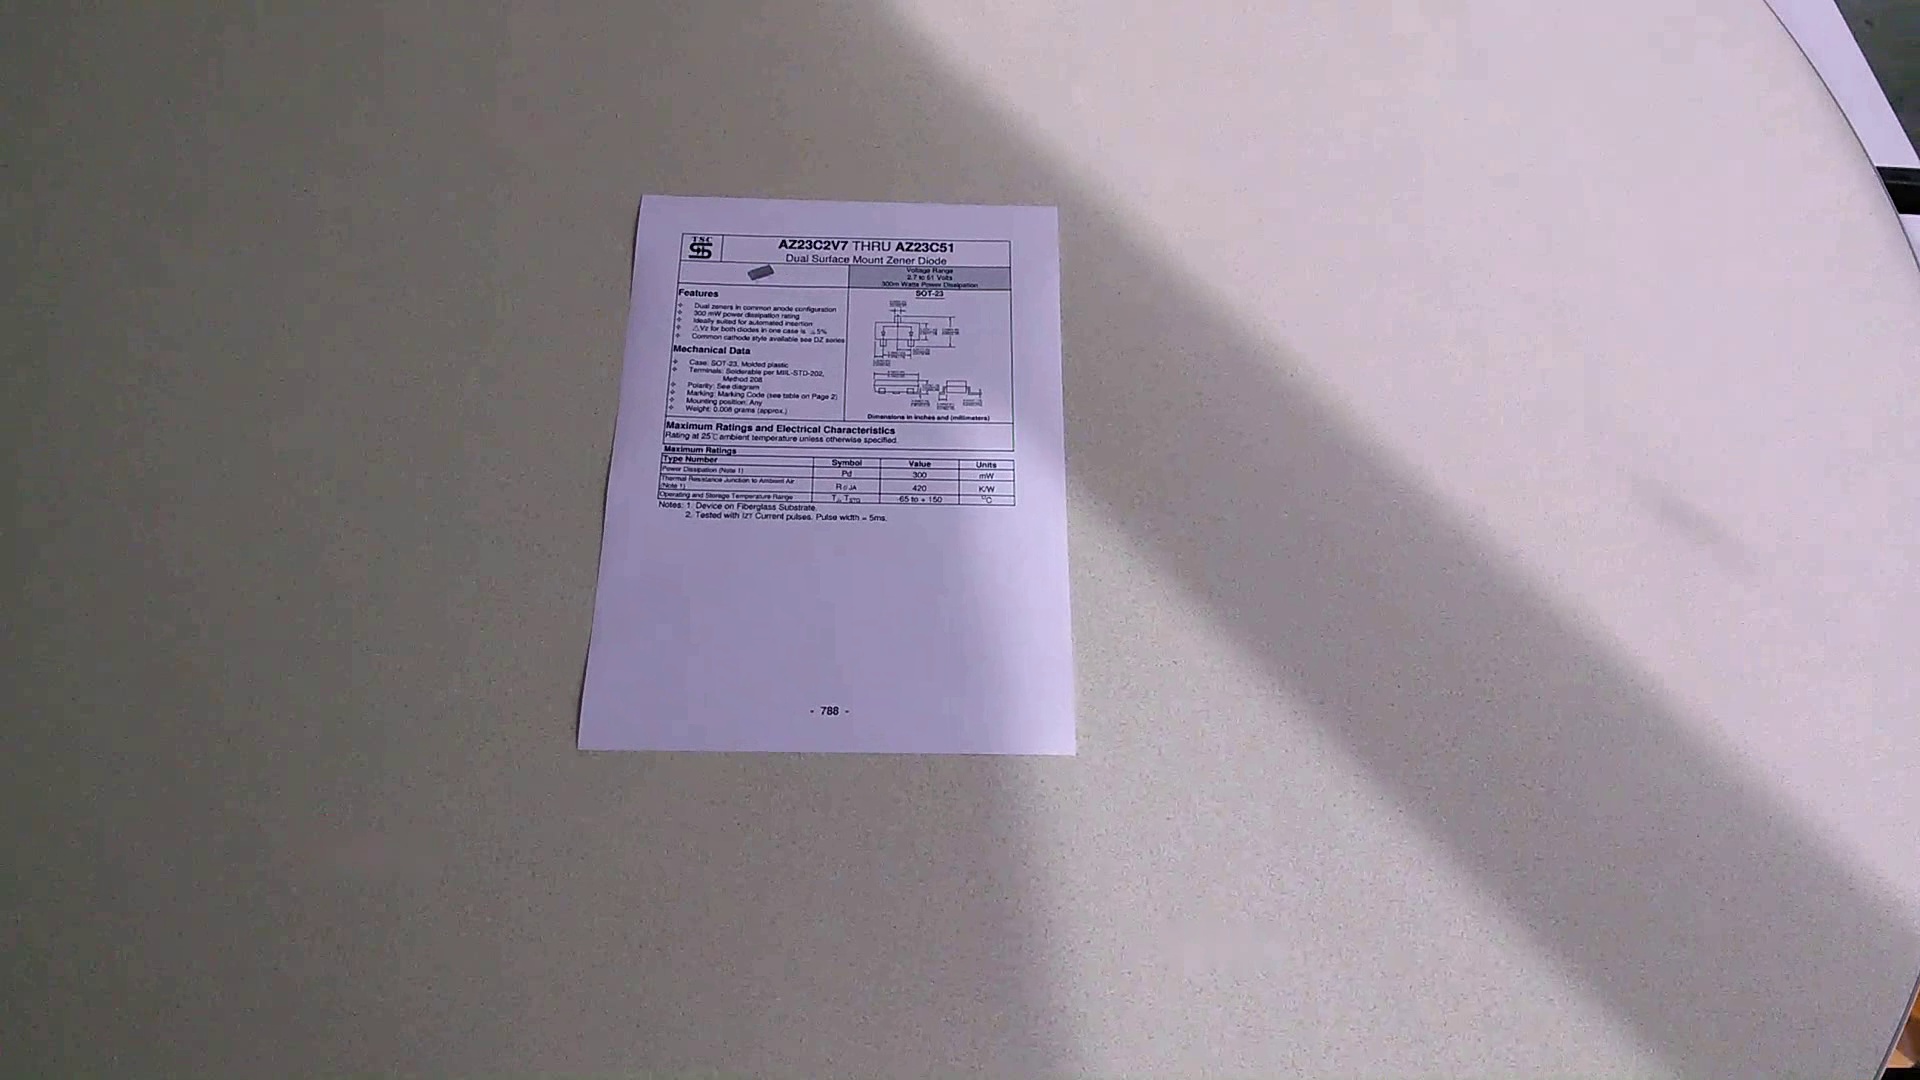 TSC
AZ23C2V7 THRU AZ23C51
Dual Surface Mount Zener Diode
Voltage Range
2.7 to 51 Volts
300m Watts Power Dissipation
SOT-23
Features
Dual zeners in common anode configuration
300 mW power dissipation rating
Ideally suited for automated insertion
△Vz for both diodes in one case is ≦5%
Common cathode style available see DZ series
Mechanical Data
Case: SOT-23, Molded plastic
Terminals: Solderable per MIL-STD-202,
Method 208
Polarity: See diagram
Marking: Marking Code (see table on Page 2)
Mounting position: Any
Weight: 0.008 grams (approx.)
Dimensions in inches and (millimeters)
Maximum Ratings and Electrical Characteristics
Rating at 25℃ ambient temperature unless otherwise specified.
Maximum Ratings
Type Number Symbol Value Units
Power Dissipation (Note 1) Pd 300 mW
Thermal Resistance Junction to Ambient Air
(Note 1) RθJA 420 K/W
Operating and Storage Temperature Range TJ, TSTG -65 to + 150 °C
Notes: 1. Device on Fiberglass Substrate.
2. Tested with IZT Current pulses. Pulse width = 5ms.
- 788 -